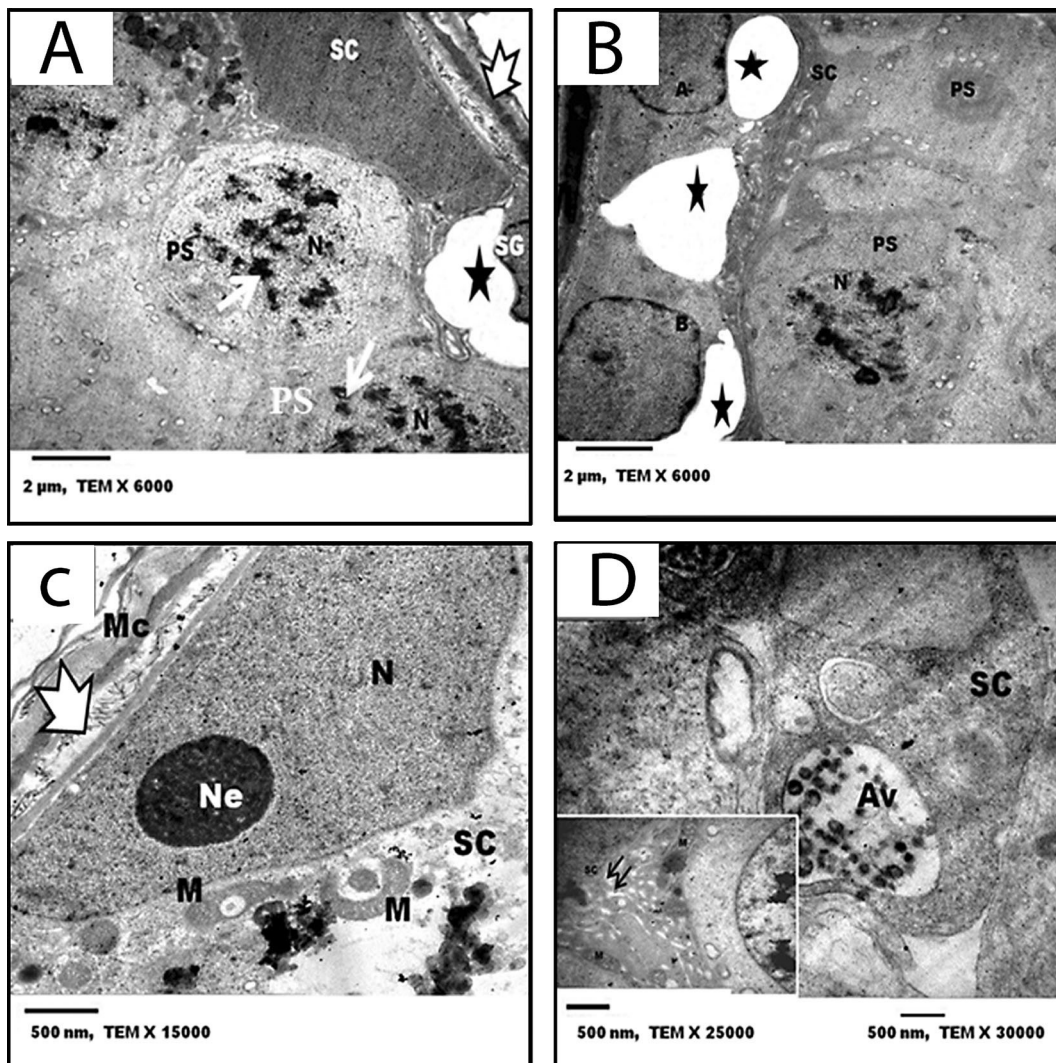 A
SC
PS
N
SG
PS
N
2 µm, TEM X 6000
B
A
SC
PS
PS
N
B
2 µm, TEM X 6000
c
Mc
N
Ne
SC
M
M
500 nm, TEM X 15000
D
SC
Av
M
SC
M
500 nm, TEM X 25000
500 nm, TEM X 30000